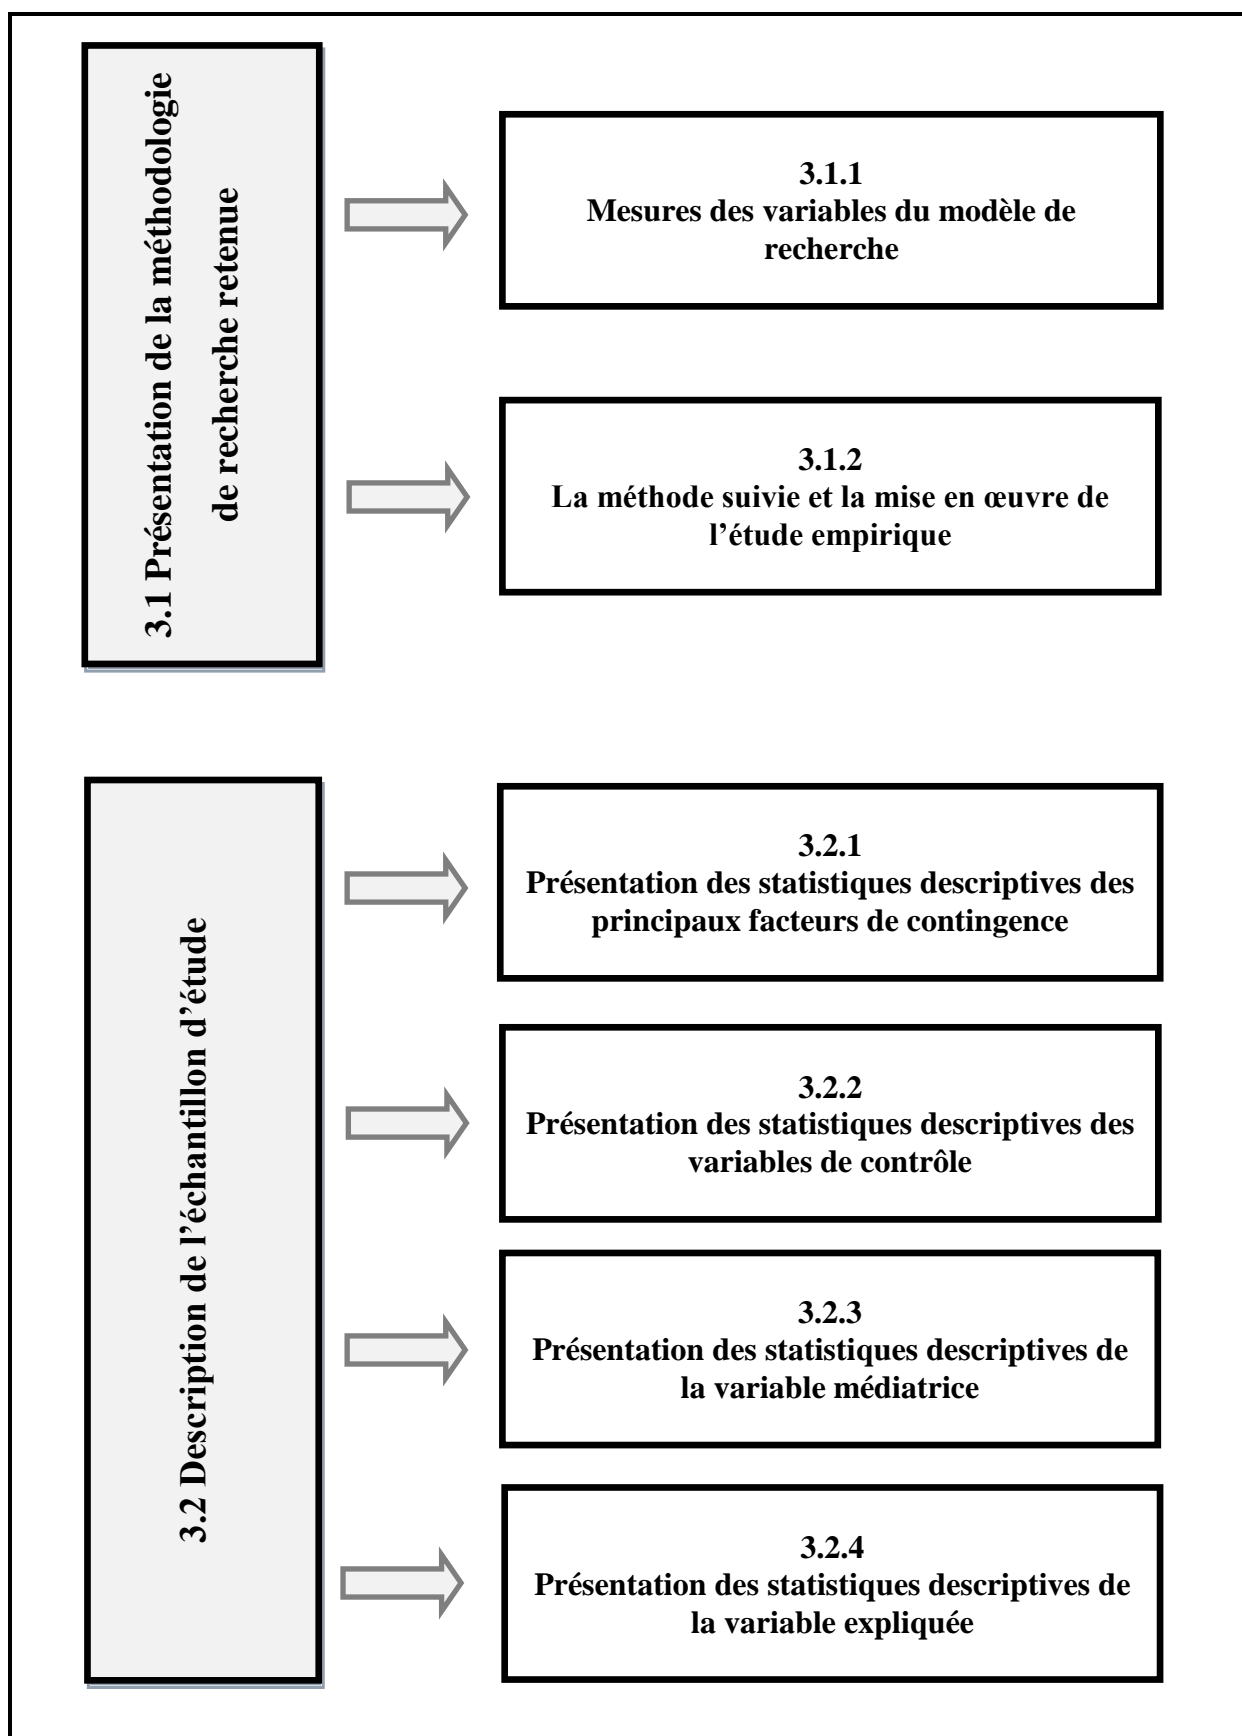 3.1 Présentation de la méthodologie
de recherche retenue
3.1.1
Mesures des variables du modèle de
recherche
3.1.2
La méthode suivie et la mise en œuvre de
l’étude empirique
3.2 Description de l’échantillon d’étude
3.2.1
Présentation des statistiques descriptives des
principaux facteurs de contingence
3.2.2
Présentation des statistiques descriptives des
variables de contrôle
3.2.3
Présentation des statistiques descriptives de
la variable médiatrice
3.2.4
Présentation des statistiques descriptives de
la variable expliquée